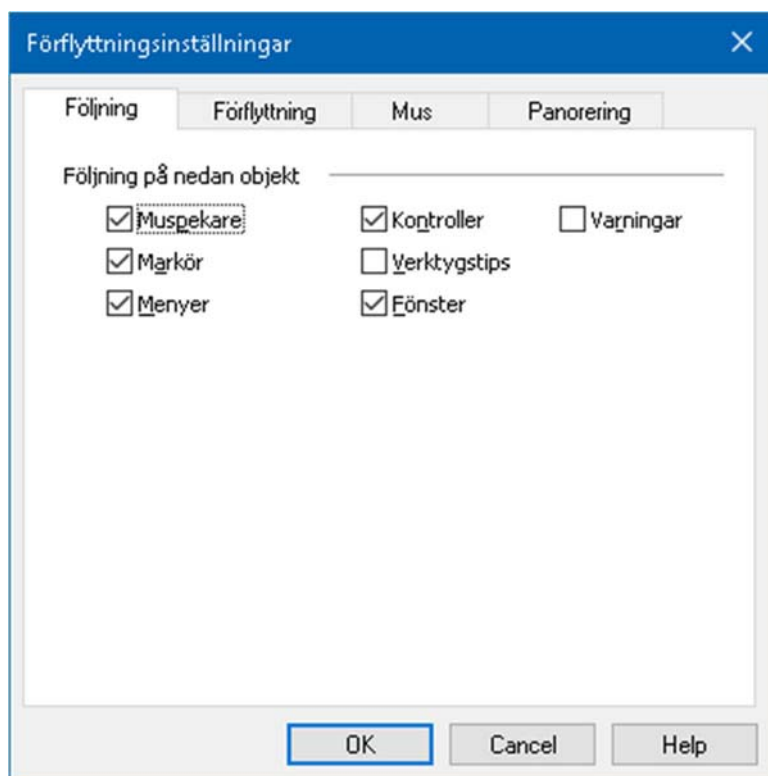 Förflyttningsinställningar
Följning Förflyttning Mus Panorering
Följning på nedan objekt
Muspekare Kontroller Varningar
Markör Verktygstips
Menyer Fönster
OK Cancel Help